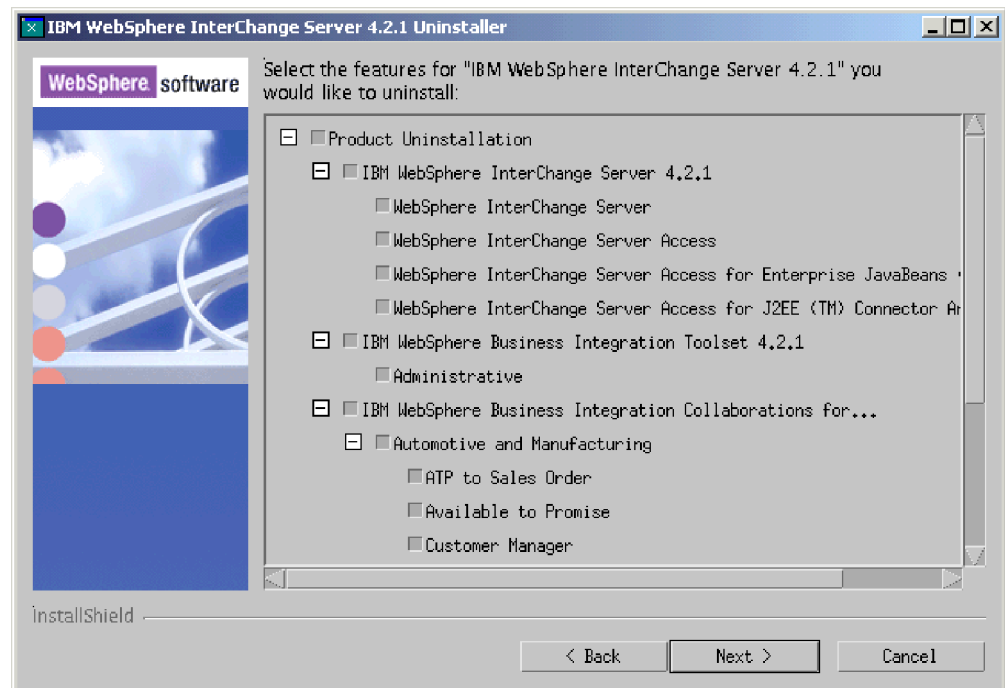 IBM WebSphere InterChange Server 4.2.1 Uninstaller
WebSphere software
Select the features for "IBM WebSphere InterChange Server 4.2.1" you
would like to uninstall:
Product Uninstallation
IBM WebSphere InterChange Server 4.2.1
WebSphere InterChange Server
WebSphere InterChange Server Access
WebSphere InterChange Server Access for Enterprise JavaBeans
WebSphere InterChange Server Access for J2EE (TM) Connector Ar
IBM WebSphere Business Integration Toolset 4.2.1
Administrative
IBM WebSphere Business Integration Collaborations for...
Automotive and Manufacturing
ATP to Sales Order
Available to Promise
Customer Manager
InstallShield
< Back
Next >
Cancel